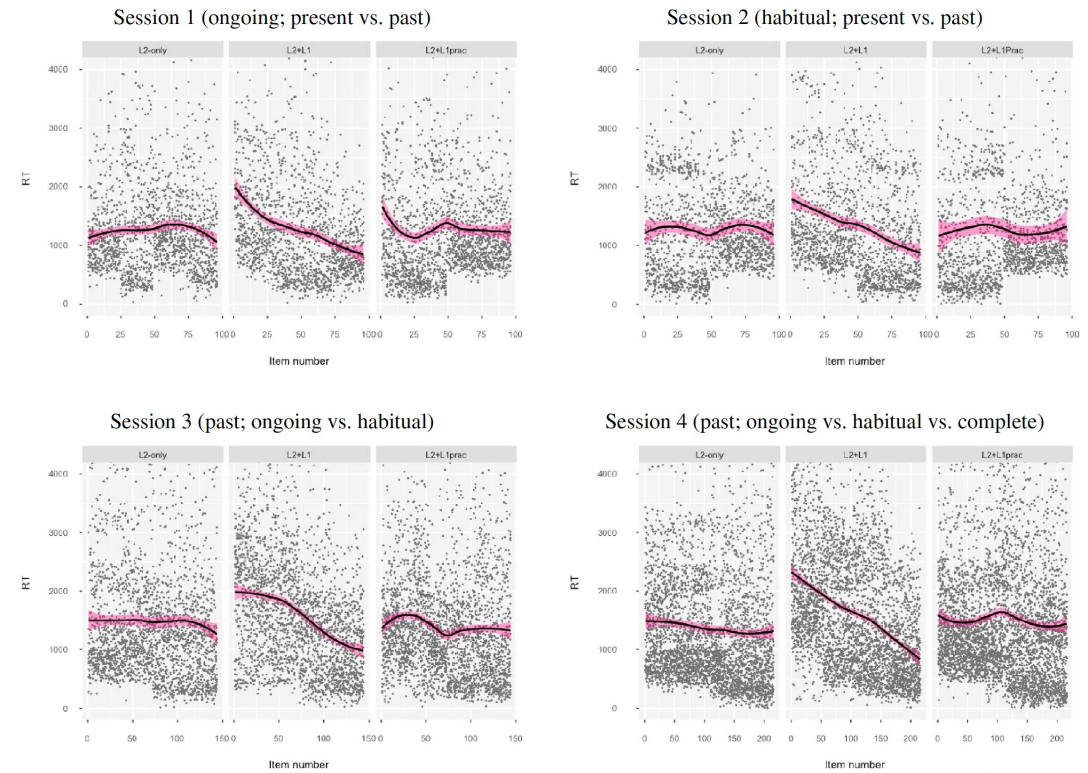 Session 1 (ongoing; present vs. past)
L2-only L2+L1 L2+L1prac
4000
3000
2000
1000
0
RT
0 25 50 75 100 0 25 50 75 100 0 25 50 75 100
Item number
Session 2 (habitual; present vs. past)
L2-only L2+L1 L2+L1Prac
4000
3000
2000
1000
0
RT
0 25 50 75 100 0 25 50 75 100 0 25 50 75 100
Item number
Session 3 (past; ongoing vs. habitual)
L2-only L2+L1 L2+L1prac
4000
3000
2000
1000
0
RT
0 50 100 150 0 50 100 150 0 50 100 150
Item number
Session 4 (past; ongoing vs. habitual vs. complete)
L2-only L2+L1 L2+L1prac
4000
3000
2000
1000
0
RT
0 50 100 150 200 0 50 100 150 200 0 50 100 150 200
Item number